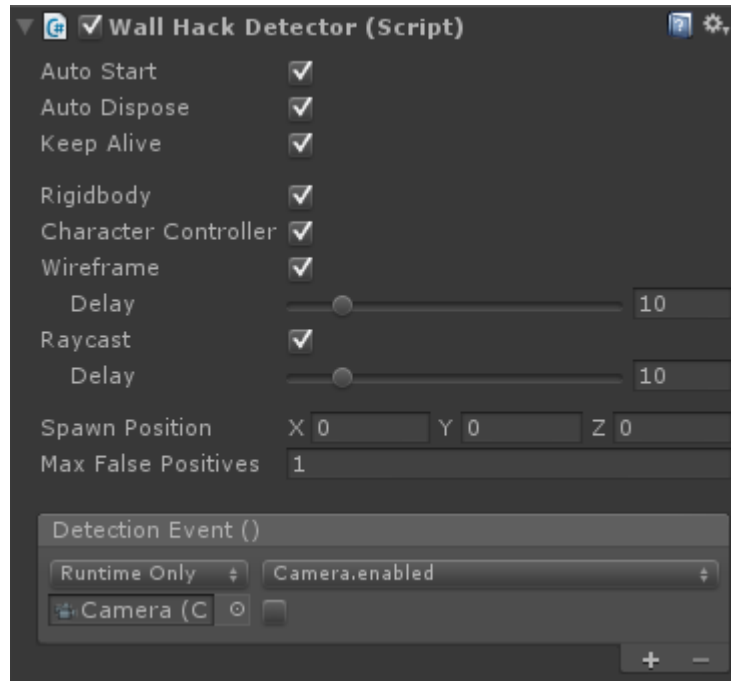 Wall Hack Detector (Script)
Auto Start
Auto Dispose
Keep Alive
Rigidbody
Character Controller
Wireframe
Delay 10
Raycast
Delay 10
Spawn Position X 0 Y 0 Z 0
Max False Positives 1
Detection Event ()
Runtime Only Camera.enabled
Camera (C